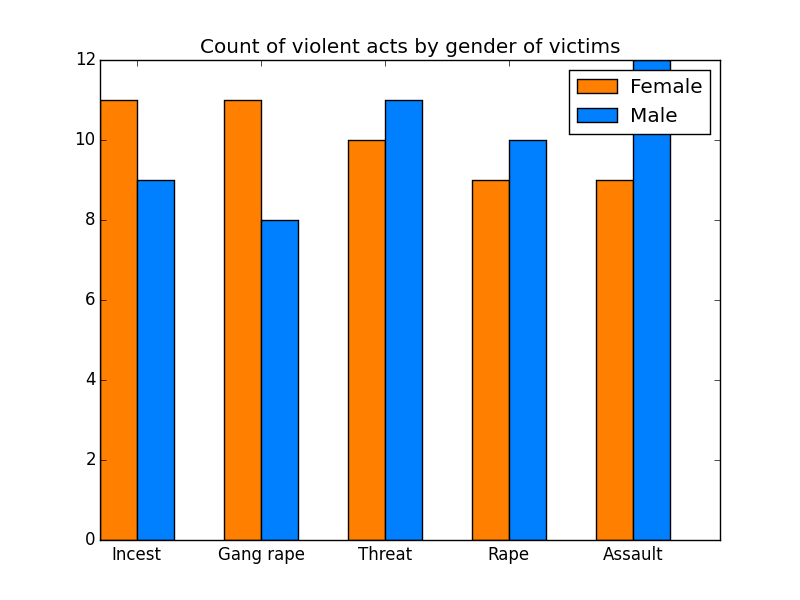 Count of violent acts by gender of victims
12
10
8
6
4
2
0
Female
Male
Incest
Gang rape
Threat
Rape
Assault